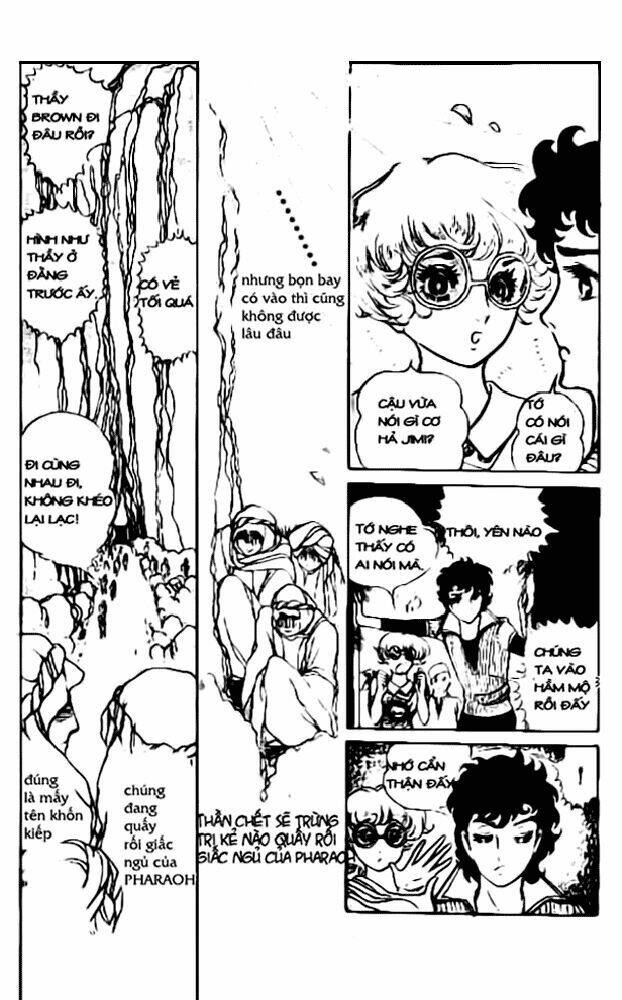 THẦY
BROWN ĐI
ĐÂU RỒI?
HÌNH NHƯ
THẦY Ở
ĐẰNG
TRƯỚC ẤY.
CÓ VẺ
TỐI QUÁ
ĐI CÙNG
NHAU ĐI,
KHÔNG KHÉO
LẠI LẠC!
đúng
là mấy
tên khốn
kiếp
chúng
đang
quấy
rối giấc
ngủ của
PHARAOH
nhưng bọn bay
có vào thì cũng
không được
lâu đâu
THẦN CHẾT SẼ TRỪNG
TRỊ KẺ NÀO QUẤY RỐI
GIẤC NGỦ CỦA PHARAOH
CẬU VỪA
NÓI GÌ CƠ
HẢ JIMI?
TỚ
CÓ NÓI
CÁI GÌ
ĐÂU?
TỚ NGHE
THẤY CÓ
AI NÓI MÀ.
THÔI, YÊN NÀO
CHÚNG
TA VÀO
HẦM MỘ
RỒI ĐẤY
NHỚ CẨN
THẬN ĐẤY.